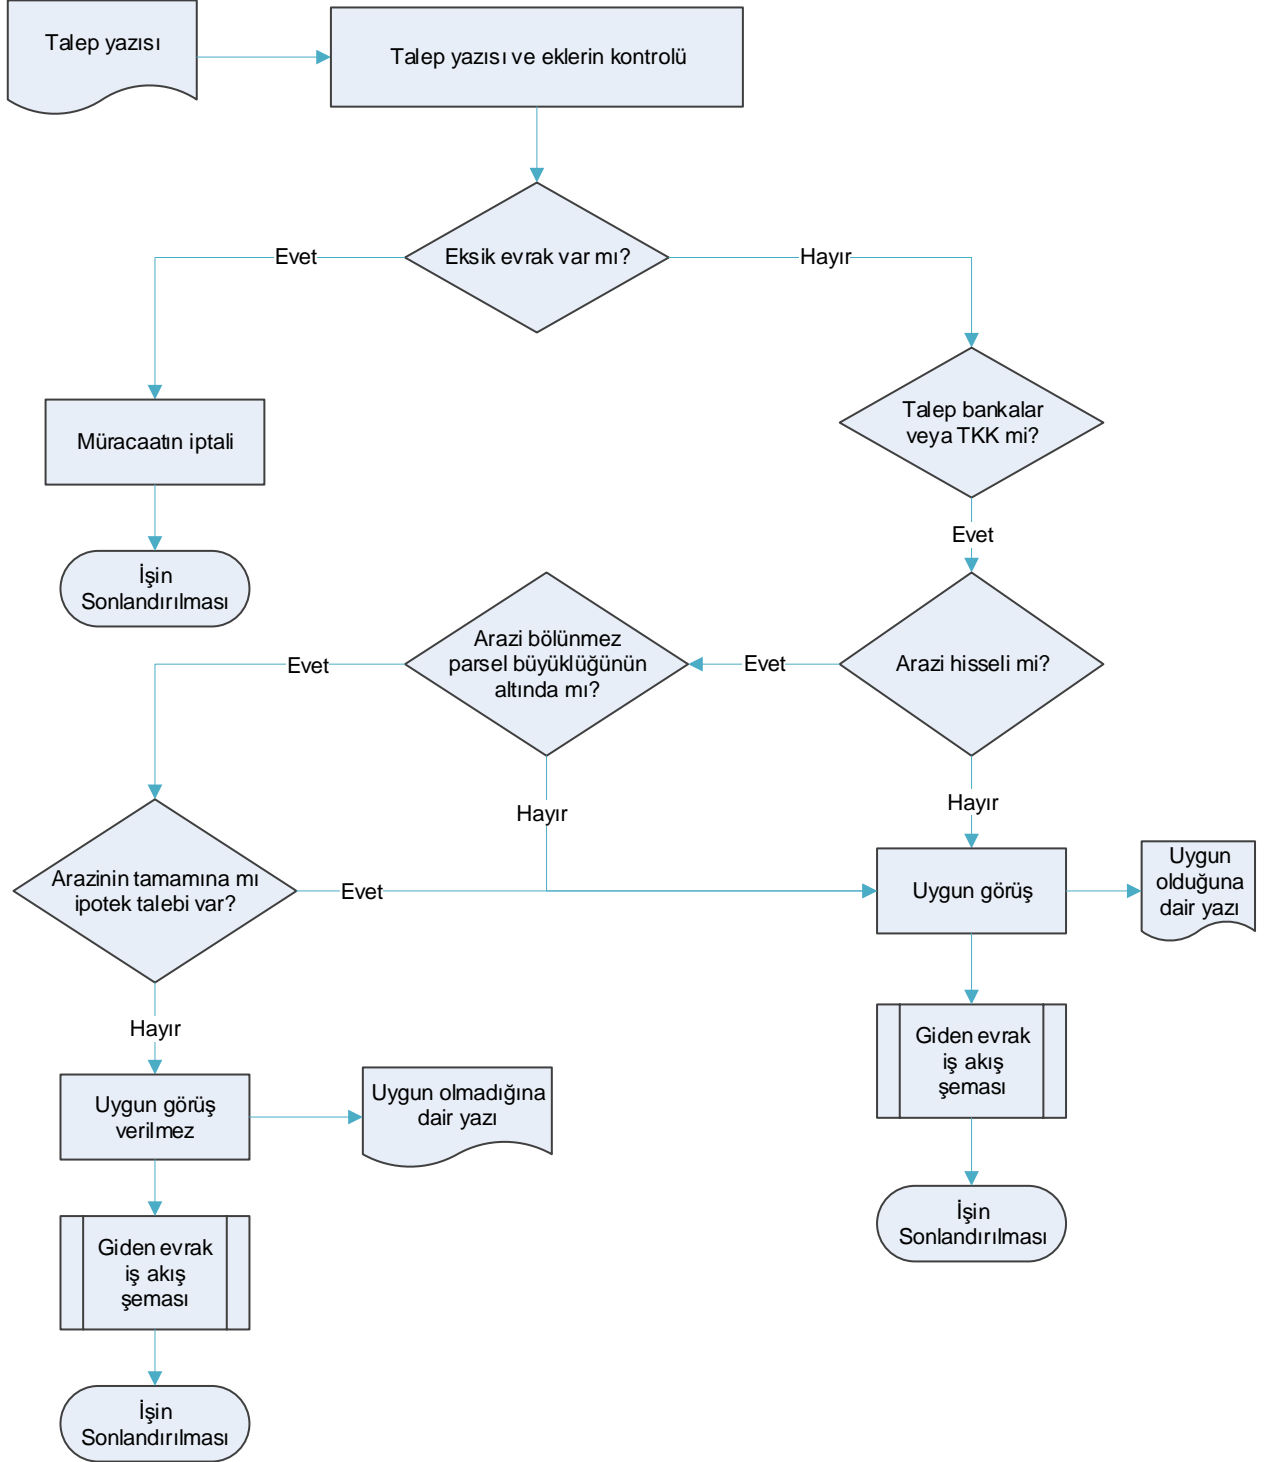 Talep yazısı
Talep yazısı ve eklerin kontrolü
Eksik evrak var mı?
Evet
Hayır
Müracaatın iptali
İşin
Sonlandırılması
Talep bankalar
veya TKK mi?
Evet
Arazi hisseli mi?
Evet
Arazi bölünmez
parsel büyüklüğünün
altında mı?
Evet
Hayır
Hayır
Arazinin tamamına mı
ipotek talebi var?
Evet
Uygun görüş
Uygun
olduğuna
dair yazı
Hayır
Uygun görüş
verilmez
Uygun olmadığına
dair yazı
Giden evrak
iş akış
şeması
İşin
Sonlandırılması
Giden evrak
iş akış
şeması
İşin
Sonlandırılması